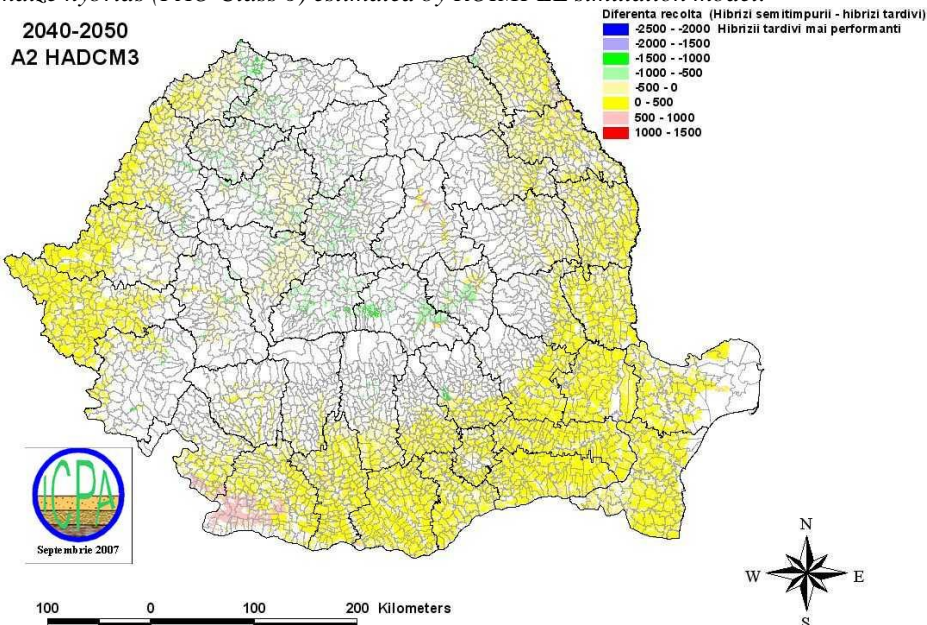 maize hybrids (FAO Class 6) estimated by ROIMPEL simulation model.
2040-2050
A2 HADCM3
Diferenta recolta (Hibrizi semitimpurii - hibrizi tardivi)
-2500 - -2000 Hibrizii tardivi mai performanti
-2000 - -1500
-1500 - -1000
-1000 - -500
-500 - 0
0 - 500
500 - 1000
1000 - 1500
ICPA
Septembrie 2007
N
W E
S
100 0 100 200 Kilometers